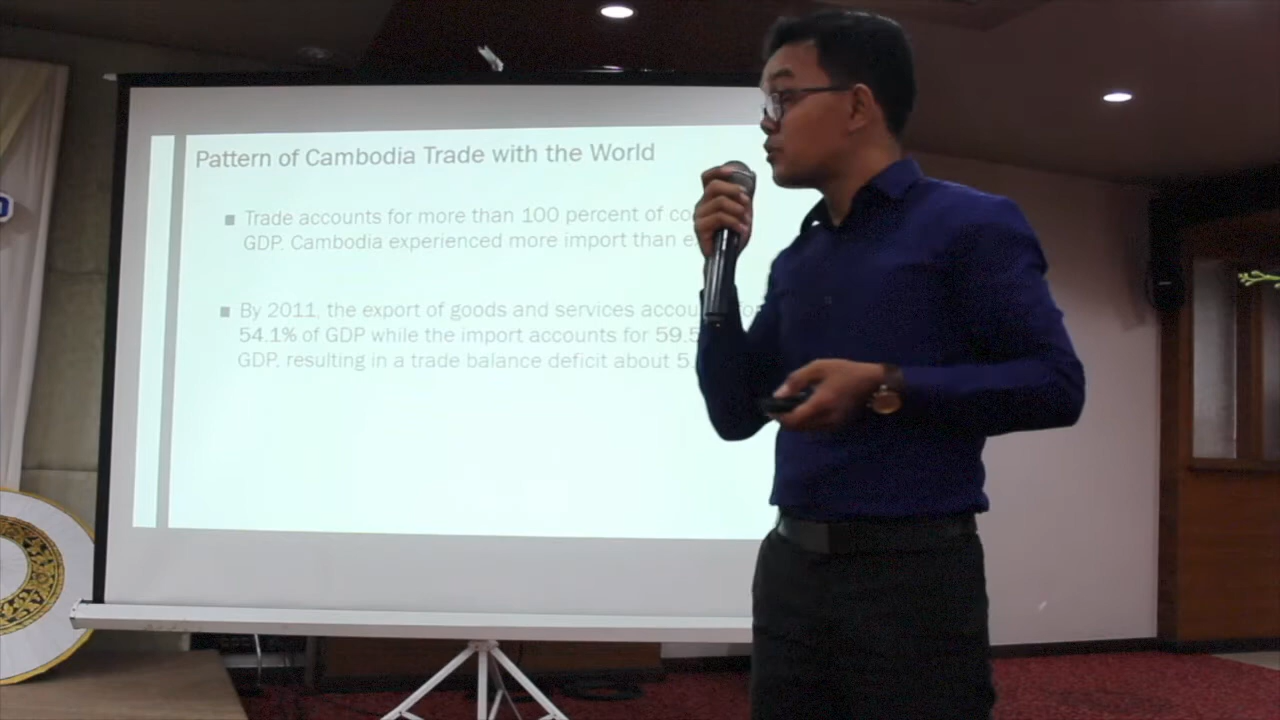 Pattern of Cambodia Trade with the World
Trade accounts for more than 100 percent of
GDP. Cambodia experienced more import than
By 2011, the export of goods and services
54.1% of GDP while the import accounts for 59.5
GDP. resulting in a trade balance deficit about 5.